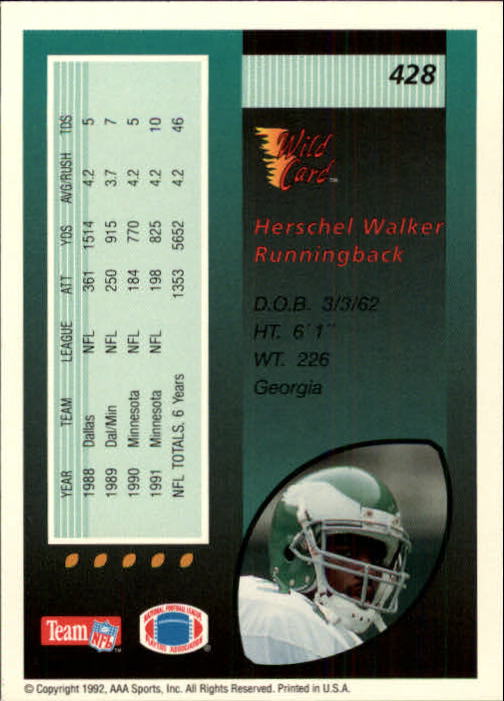 428
Wild
Card™
Herschel Walker
Runningback
D.O.B. 3/3/62
HT. 6'1"
WT. 226
Georgia
YEAR TEAM LEAGUE ATT YDS AVG/RUSH TDS
1988 Dallas NFL 361 1514 4.2 5
1989 Dal/Min NFL 250 915 3.7 7
1990 Minnesota NFL 184 770 4.2 5
1991 Minnesota NFL 198 825 4.2 10
NFL TOTALS, 6 Years 1353 5652 4.2 46
Team NFL™
NATIONAL FOOTBALL LEAGUE
PLAYERS ASSOCIATION
®
© Copyright 1992, AAA Sports, Inc. All Rights Reserved. Printed in U.S.A.